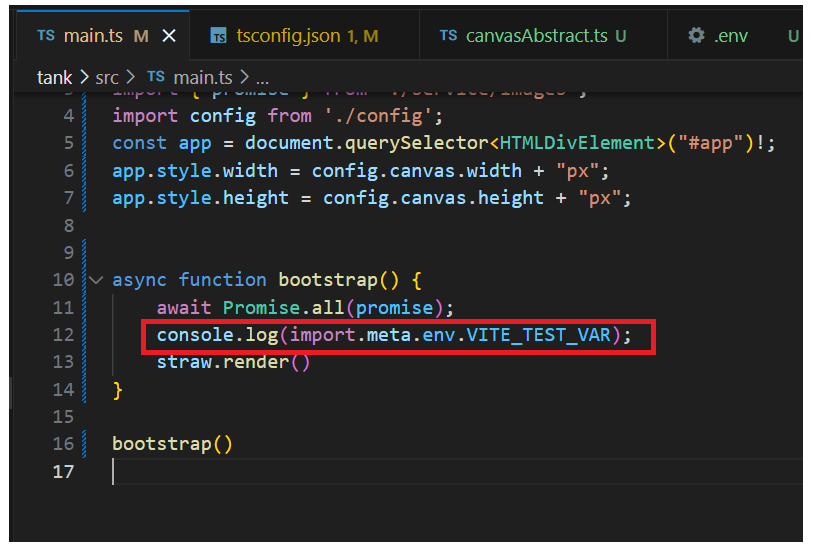 TS main.ts M ✕ TS tsconfig.json 1, M TS canvasAbstract.ts U .env U
tank > src > TS main.ts > ...
3 import { promise } from './service/images';
4 import config from './config';
5 const app = document.querySelector<HTMLDivElement>("#app")!;
6 app.style.width = config.canvas.width + "px";
7 app.style.height = config.canvas.height + "px";
8
9
10 async function bootstrap() {
11 await Promise.all(promise);
12 console.log(import.meta.env.VITE_TEST_VAR);
13 straw.render()
14 }
15
16 bootstrap()
17